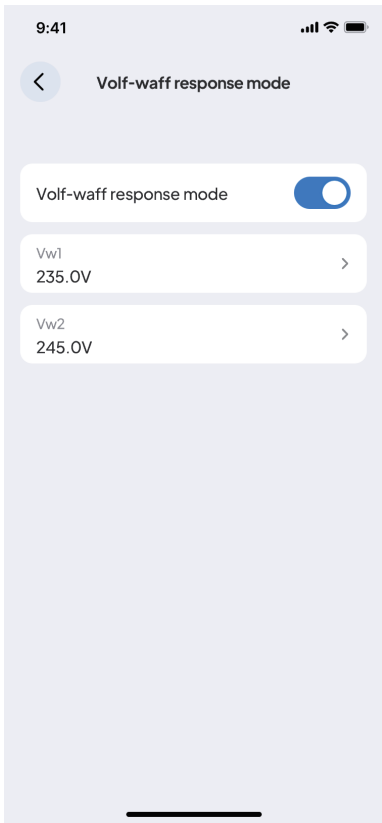 9:41
Volf-waff response mode
Volf-waff response mode
Vw1
235.0V
Vw2
245.0V